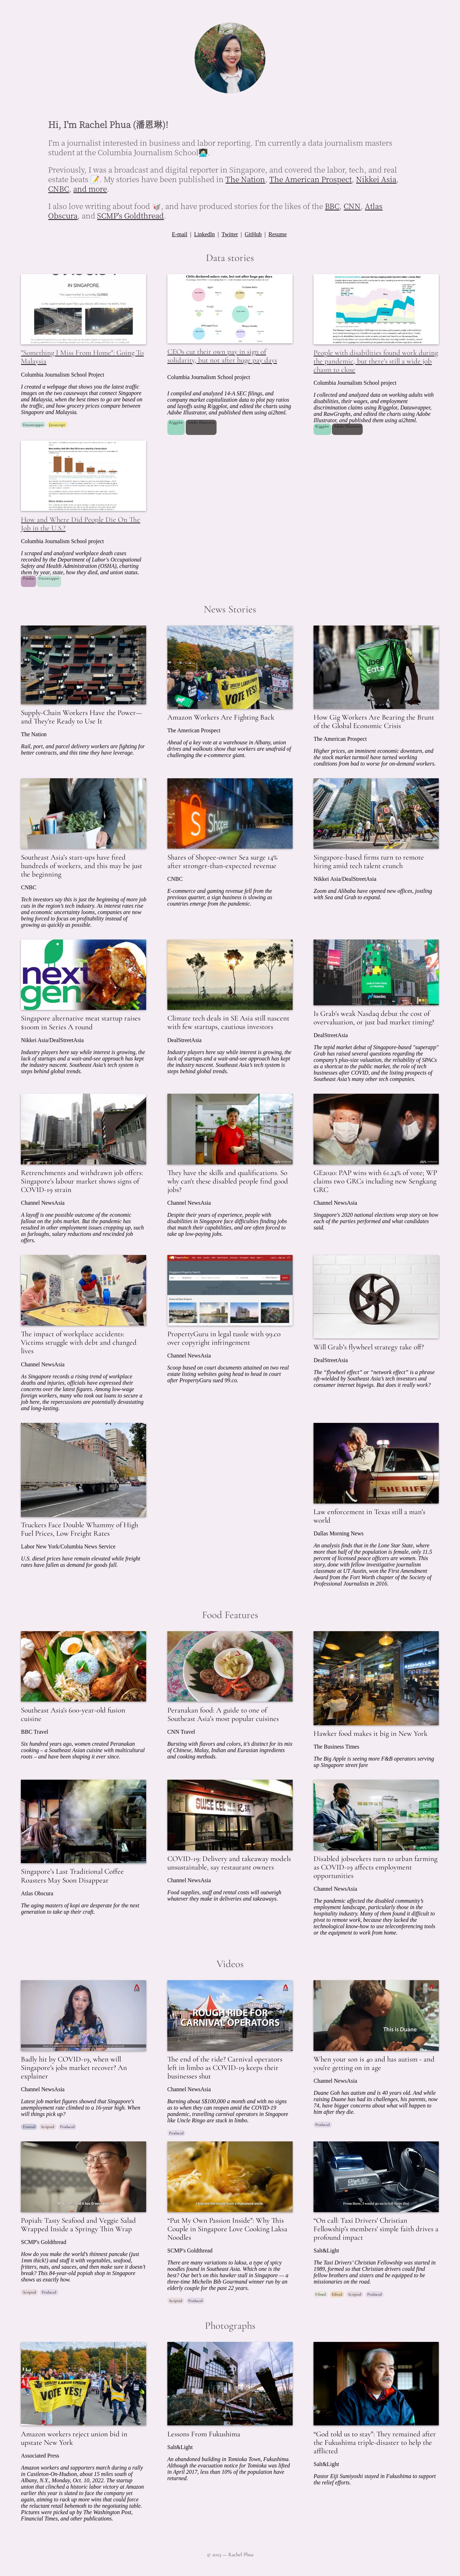 Hi, I'm Rachel Phua (潘恩琳)!
I'm a journalist interested in business and labor reporting. I'm currently a data journalism masters
student at the Columbia Journalism School
Previously, I was a broadcast and digital reporter in Singapore, and covered the labor, tech, and real
estate beats . My stories have been published in The Nation, The American Prospect, Nikkei Asia,
CNBC, and more.
I also love writing about food , and have produced stories for the likes of the BBC, CNN, Atlas
Obscura, and SCMP's Goldthread.
E-mail | LinkedIn | Twitter | GitHub | Resume
Data stories
IN SINGAPORE.
"Something I Miss From Home": Going To
Malaysia
Columbia Journalism School Project
I created a webpage that shows you the latest traffic
images on the two causeways that connect Singapore
and Malaysia, when the best times to go are based on
the traffic, and how grocery prices compare between
Singapore and Malaysia.
Datawrapper Javascript
CEOs cut their own pay in sign of
solidarity, but not after huge pay days
Columbia Journalism School project
I compiled and analyzed 14-A SEC filings, and
company market capitalization data to plot pay ratios
and layoffs using R/ggplot, and edited the charts using
Adobe Illustrator, and published them using ai2html.
R/ggplot
People with disabilities found work during
the pandemic, but there's still a wide job
chasm to close
Columbia Journalism School project
I collected and analyzed data on working adults with
disabilities, their wages, and employment
discrimination claims using R/ggplot, Datawrapper,
and RawGraphs, and edited the charts using Adobe
Illustrator, and published them using ai2html.
R/ggplot
How and Where Did People Die On The
Job in the U.S.?
Columbia Journalism School project
I scraped and analyzed workplace death cases
recorded by the Department of Labor's Occupational
Safety and Health Administration (OSHA), charting
them by year, state, how they died, and union status.
Pandas Datawrapper
News Stories
Supply-Chain Workers Have the Power—
and They're Ready to Use It
The Nation
Rail, port, and parcel delivery workers are fighting for
better contracts, and this time they have leverage.
VOTE YES!
Amazon Workers Are Fighting Back
The American Prospect
Ahead of a key vote at a warehouse in Albany, union
drives and walkouts show that workers are unafraid of
challenging the e-commerce giant.
Uber
Eats
How Gig Workers Are Bearing the Brunt
of the Global Economic Crisis
The American Prospect
Higher prices, an imminent economic downturn, and
the stock market turmoil have turned working
conditions from bad to worse for on-demand workers.
Southeast Asia's start-ups have fired
hundreds of workers, and this may be just
the beginning
CNBC
Tech investors say this is just the beginning of more job
cuts in the region's tech industry. As interest rates rise
and economic uncertainty looms, companies are now
being forced to focus on profitability instead of
growing as quickly as possible.
Shopee
Shares of Shopee-owner Sea surge 14%
after stronger-than-expected revenue
CNBC
E-commerce and gaming revenue fell from the
previous quarter, a sign business is slowing as
countries emerge from the pandemic.
Singapore-based firms turn to remote
hiring amid tech talent crunch
Nikkei Asia/DealStreetAsia
Zoom and Alibaba have opened new offices, jostling
with Sea and Grab to expand.
next
gen
Singapore alternative meat startup raises
$100m in Series A round
Nikkei Asia/DealStreetAsia
Industry players here say while interest is growing, the
lack of startups and a wait-and-see approach has kept
the industry nascent. Southeast Asia's tech system is
steps behind global trends.
Climate tech deals in SE Asia still nascent
with few startups, cautious investors
DealStreetAsia
Industry players here say while interest is growing, the
lack of startups and a wait-and-see approach has kept
the industry nascent. Southeast Asia's tech system is
steps behind global trends.
Is Grab's weak Nasdaq debut the cost of
overvaluation, or just bad market timing?
DealStreetAsia
The tepid market debut of Singapore-based "superapp"
Grab has raised several questions regarding the
company's plus-size valuation, the reliability of SPACs
as a shortcut to the public market, the role of tech
businesses after COVID, and the listing prospects of
Southeast Asia's many other tech companies.
Retrenchments and withdrawn job offers:
Singapore's labour market shows signs of
COVID-19 strain
Channel NewsAsia
A layoff is one possible outcome of the economic
fallout on the jobs market. But the pandemic has
resulted in other employment issues cropping up, such
as furloughs, salary reductions and rescinded job
offers.
They have the skills and qualifications. So
why can't these disabled people find good
jobs?
Channel NewsAsia
Despite their years of experience, people with
disabilities in Singapore face difficulties finding jobs
that match their capabilities, and are often forced to
take up low-paying jobs.
GE2020: PAP wins with 61.24% of vote; WP
claims two GRCs including new Sengkang
GRC
Channel NewsAsia
Singapore's 2020 national elections wrap story on how
each of the parties performed and what candidates
said.
The impact of workplace accidents:
Victims struggle with debt and changed
lives
Channel NewsAsia
As Singapore records a rising trend of workplace
deaths and injuries, officials have expressed their
concerns over the latest figures. Among low-wage
foreign workers, many who took out loans to secure a
job here, the repercussions are potentially devastating
and long-lasting.
PropertyGuru in legal tussle with 99.co
over copyright infringement
Channel NewsAsia
Scoop based on court documents attained on two real
estate listing websites going head to head in court
after PropertyGuru sued 99.co.
Will Grab's flywheel strategy take off?
DealStreetAsia
The "flywheel effect" or "network effect" is a phrase
oft-wielded by Southeast Asia's tech investors and
consumer internet bigwigs. But does it really work?
Truckers Face Double Whammy of High
Fuel Prices, Low Freight Rates
Labor New York/Columbia News Service
U.S. diesel prices have remain elevated while freight
rates have fallen as demand for goods fall.
SHERIFF
Law enforcement in Texas still a man's
world
Dallas Morning News
An analysis finds that in the Lone Star State, where
more than half of the population is female, only 11.5
percent of licensed peace officers are women. This
story, done with fellow investigative journalism
classmate at UT Austin, won the First Amendment
Award from the Fort Worth chapter of the Society of
Professional Journalists in 2016.
Food Features
Southeast Asia's 600-year-old fusion
cuisine
BBC Travel
Six hundred years ago, women created Peranakan
cooking – a Southeast Asian cuisine with multicultural
roots – and have been shaping it ever since.
Peranakan food: A guide to one of
Southeast Asia's most popular cuisines
CNN Travel
Bursting with flavors and colors, it's distinct for its mix
of Chinese, Malay, Indian and Eurasian ingredients
and cooking methods.
Hawker food makes it big in New York
The Business Times
The Big Apple is seeing more F&B operators serving
up Singapore street fare
Singapore's Last Traditional Coffee
Roasters May Soon Disappear
Atlas Obscura
The aging masters of kopi are desperate for the next
generation to take up their craft.
COVID-19: Delivery and takeaway models
unsustainable, say restaurant owners
Channel NewsAsia
Food supplies, staff and rental costs will outweigh
whatever they make in deliveries and takeaways.
Disabled jobseekers turn to urban farming
as COVID-19 affects employment
opportunities
Channel NewsAsia
The pandemic affected the disabled community's
employment landscape, particularly those in the
hospitality industry. Many of them found it difficult to
pivot to remote work, because they lacked the
technological know-how to use teleconferencing tools
or the equipment to work from home.
Videos
Badly hit by COVID-19, when will
Singapore's jobs market recover? An
explainer
Channel NewsAsia
Latest job market figures showed that Singapore's
unemployment rate climbed to a 16-year high. When
will things pick up?
Fronted Scripted Produced
ROUGH RIDE FOR
CARNIVAL OPERATORS
The end of the ride? Carnival operators
left in limbo as COVID-19 keeps their
businesses shut
Channel NewsAsia
Burning about S$100,000 a month and with no signs
as to when they can reopen amid the COVID-19
pandemic, travelling carnival operators in Singapore
like Uncle Ringo are stuck in limbo.
Produced
This is Duane
When your son is 40 and has autism - and
you're getting on in age
Channel NewsAsia
Duane Goh has autism and is 40 years old. And while
raising Duane has had its challenges, his parents, now
74, have bigger concerns about what will happen to
him after they die.
Produced
Popiah: Tasty Seafood and Veggie Salad
Wrapped Inside a Springy Thin Wrap
SCMP's Goldthread
How do you make the world's thinnest pancake (just
1mm thick!) and stuff it with vegetables, seafood,
fritters, nuts, and onions, and then make sure it doesn't
break? This 84-year-old popiah shop in Singapore
shows us exactly how.
Scripted Produced
"Put My Own Passion Inside": Why This
Couple in Singapore Love Cooking Laksa
Noodles
SCMP's Goldthread
There are many variations to laksa, a type of spicy
noodles found in Southeast Asia. Which one is the
best? Our bet's on this hawker stall in Singapore — a
three-time Michelin Bib Gourmand winner run by an
elderly couple for the past 22 years.
Scripted Produced
"On call: Taxi Drivers' Christian
Fellowship's members' simple faith drives a
profound impact
Salt&Light
The Taxi Drivers' Christian Fellowship was started in
1989, formed so that Christian drivers could find
fellow brothers and sisters and be equipped to be
missionaries on the road.
Filmed Edited Scripted Produced
Photographs
VOTE YES!
Amazon workers reject union bid in
upstate New York
Associated Press
Amazon workers and supporters march during a rally
in Castleton-On-Hudson, about 15 miles south of
Albany, N.Y., Monday, Oct. 10, 2022. The startup
union that clinched a historic labor victory at Amazon
earlier this year is slated to face the company yet
again, aiming to rack up more wins that could force
the reluctant retail behemoth to the negotiating table.
Pictures were picked up by The Washington Post,
Financial Times, and other publications.
Lessons From Fukushima
Salt&Light
An abandoned building in Tomioka Town, Fukushima.
Although the evacuation notice for Tomioka was lifted
in April 2017, less than 10% of the population have
returned.
"God told us to stay": They remained after
the Fukushima triple-disaster to help the
afflicted
Salt&Light
Pastor Eiji Sumiyoshi stayed in Fukushima to support
the relief efforts.
© 2023 — Rachel Phua